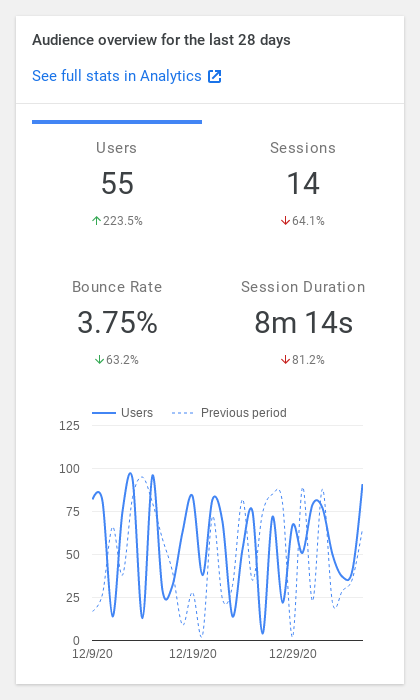 Audience overview for the last 28 days
See full stats in Analytics
Users
Sessions
55
14
↑223.5%
↓64.1%
Bounce Rate
Session Duration
3.75%
8m 14s
↓63.2%
↓81.2%
Users
Previous period
125
100
75
50
25
0
12/9/20
12/19/20
12/29/20